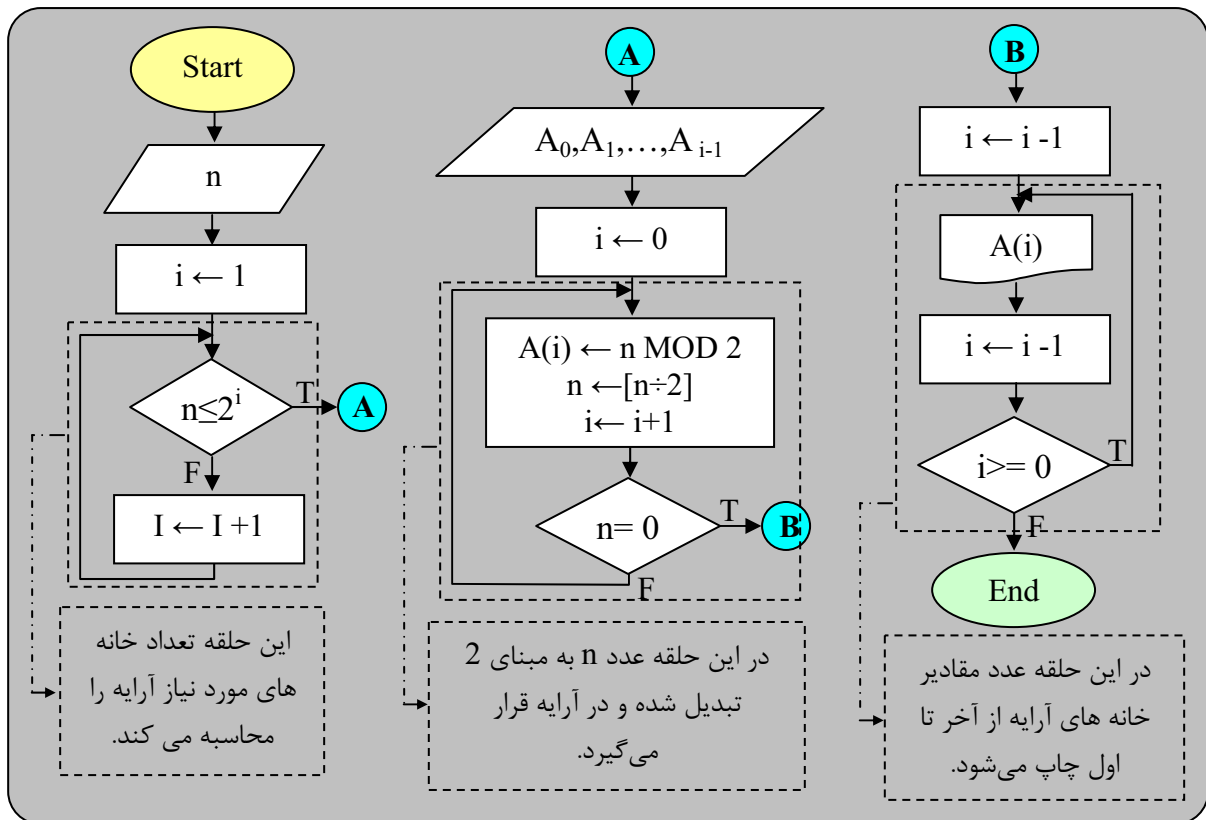 Start
n
i ← 1
n≤2^i
T
A
F
I ← I +1
این حلقه تعداد خانه
های مورد نیاز آرایه را
محاسبه می کند.
A
A₀,A₁,…,A ᵢ₋₁
i ← 0
A(i) ← n MOD 2
n ←[n÷2]
i← i+1
n= 0
T
B
F
در این حلقه عدد n به مبنای 2
تبدیل شده و در آرایه قرار
می‌گیرد.
B
i ← i -1
A(i)
i ← i -1
i>= 0
T
F
End
در این حلقه عدد مقادیر
خانه های آرایه از آخر تا
اول چاپ می‌شود.